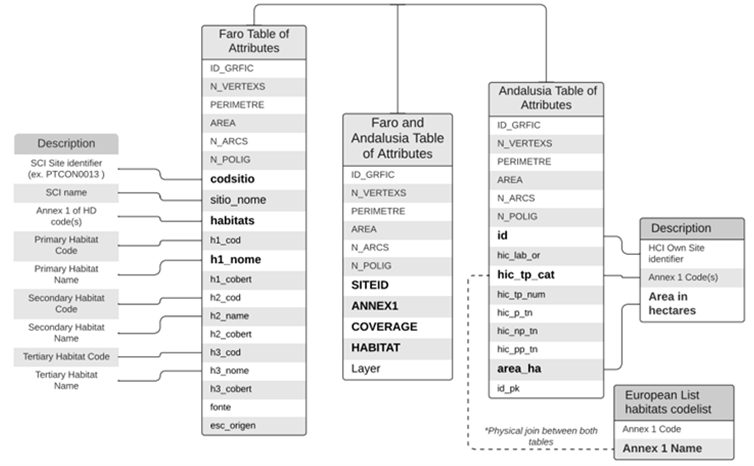 Faro Table of
Attributes
ID_GRFIC
N_VERTEXS
PERIMETRE
AREA
N_ARCS
N_POLIG
codsitio
sitio_nome
habitats
h1_cod
h1_nome
h1_cobert
h2_cod
h2_name
h2_cobert
h3_cod
h3_nome
h3_cobert
fonte
esc_origen
Description
SCI Site identifier
(ex. PTCON0013 )
SCI name
Annex 1 of HD
code(s)
Primary Habitat
Code
Primary Habitat
Name
Secondary Habitat
Code
Secondary Habitat
Name
Tertiary Habitat Code
Tertiary Habitat
Name
Faro and
Andalusia Table
of Attributes
ID_GRFIC
N_VERTEXS
PERIMETRE
AREA
N_ARCS
N_POLIG
SITEID
ANNEX1
COVERAGE
HABITAT
Layer
Andalusia Table of
Attributes
ID_GRFIC
N_VERTEXS
PERIMETRE
AREA
N_ARCS
N_POLIG
id
hic_lab_or
hic_tp_cat
hic_tp_num
hic_p_tn
hic_np_tn
hic_pp_tn
area_ha
id_pk
Description
HCI Own Site
identifier
Annex 1 Code(s)
Area in
hectares
European List
habitats codelist
Annex 1 Code
Annex 1 Name
*Physical join between both
tables